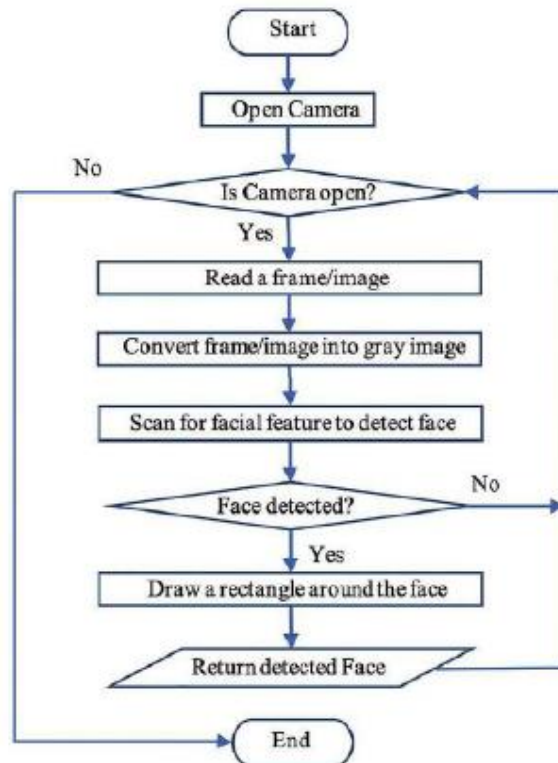 Start
Open Camera
No
Is Camera open?
Yes
Read a frame/image
Convert frame/image into gray image
Scan for facial feature to detect face
Face detected?
No
Yes
Draw a rectangle around the face
Return detected Face
End